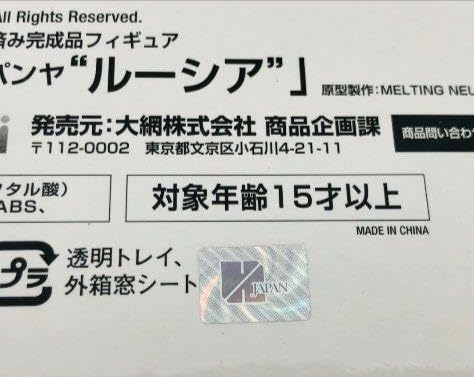 All Rights Reserved.
済み完成品フィギュア
パンヤ“ルーシア”」
原型製作:MELTING NEU
発売元:大網株式会社 商品企画課
商品問い合わ
〒112-0002 東京都文京区小石川4-21-11
タル酸)
ABS、
対象年齢15才以上
MADE IN CHINA
プラ
透明トレイ、
外箱窓シート
JAPAN